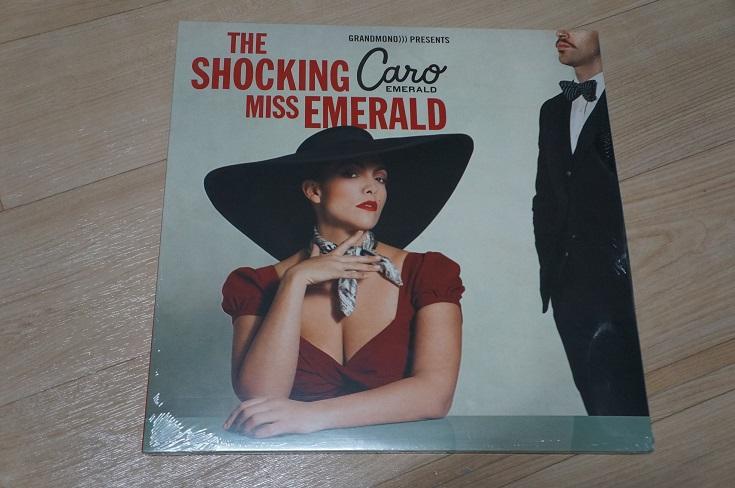 GRANDMONO))) PRESENTS
THE
SHOCKING Caro
EMERALD
MISS EMERALD